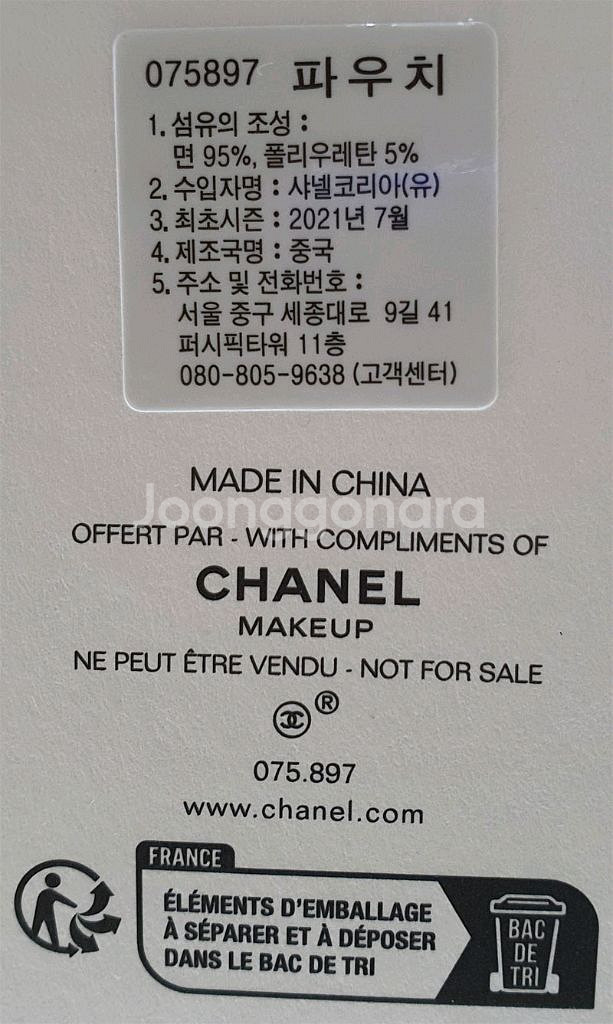 075897 파우치
1. 섬유의 조성 :
면 95%, 폴리우레탄 5%
2. 수입자명 : 샤넬코리아(유)
3. 최초시즌 : 2021년 7월
4. 제조국명 : 중국
5. 주소 및 전화번호 :
서울 중구 세종대로 9길 41
퍼시픽타워 11층
080-805-9638 (고객센터)
MADE IN CHINA
Joonggonara
OFFERT PAR - WITH COMPLIMENTS OF
CHANEL
MAKEUP
NE PEUT ÊTRE VENDU - NOT FOR SALE
®
075.897
www.chanel.com
FRANCE
ÉLÉMENTS D'EMBALLAGE
À SÉPARER ET À DÉPOSER
DANS LE BAC DE TRI
BAC
DE
TRI